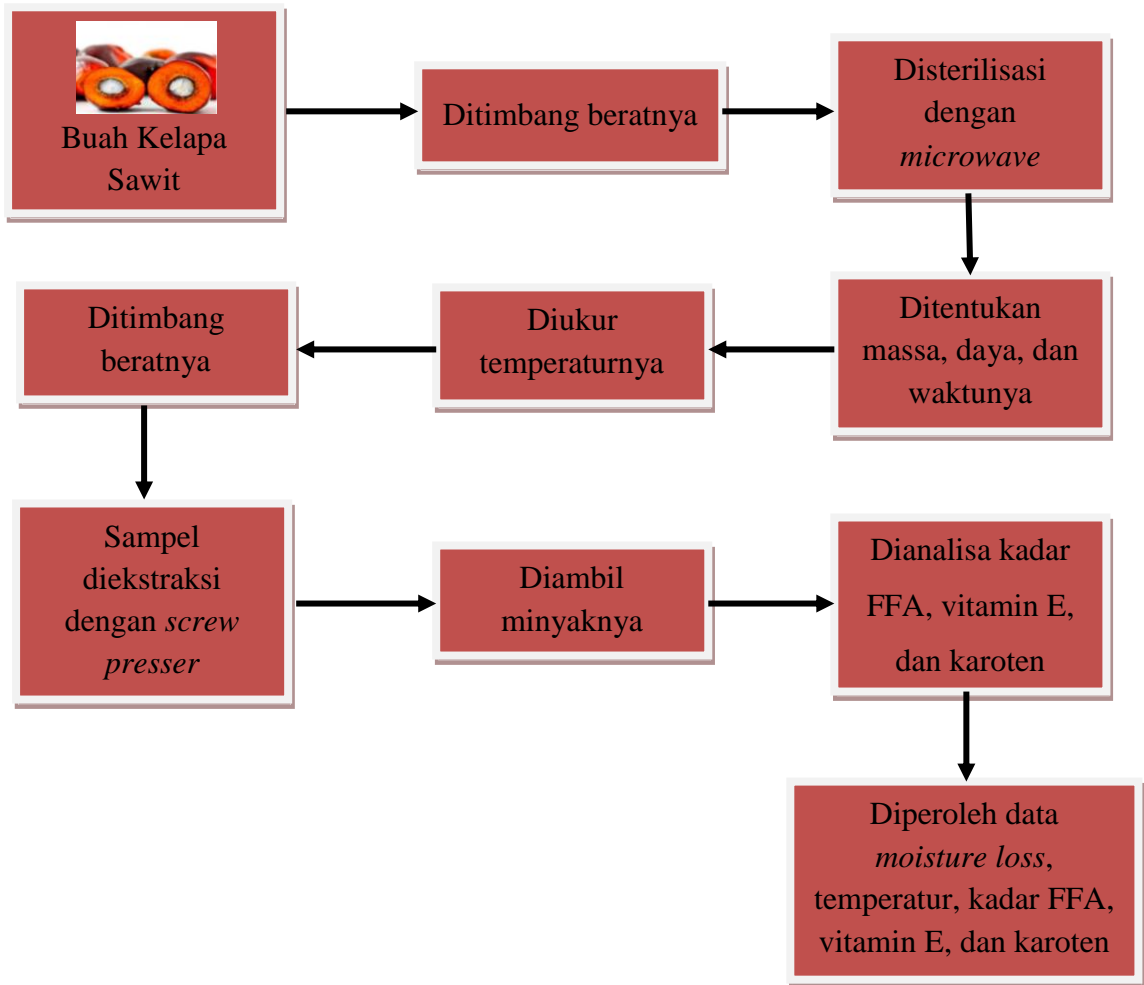 Buah Kelapa
Sawit
Ditimbang beratnya
Disterilisasi
dengan
microwave
Ditentukan
massa, daya, dan
waktunya
Diukur
temperaturnya
Ditimbang
beratnya
Sampel
diekstraksi
dengan screw
presser
Diambil
minyaknya
Dianalisa kadar
FFA, vitamin E,
dan karoten
Diperoleh data
moisture loss,
temperatur, kadar FFA,
vitamin E, dan karoten